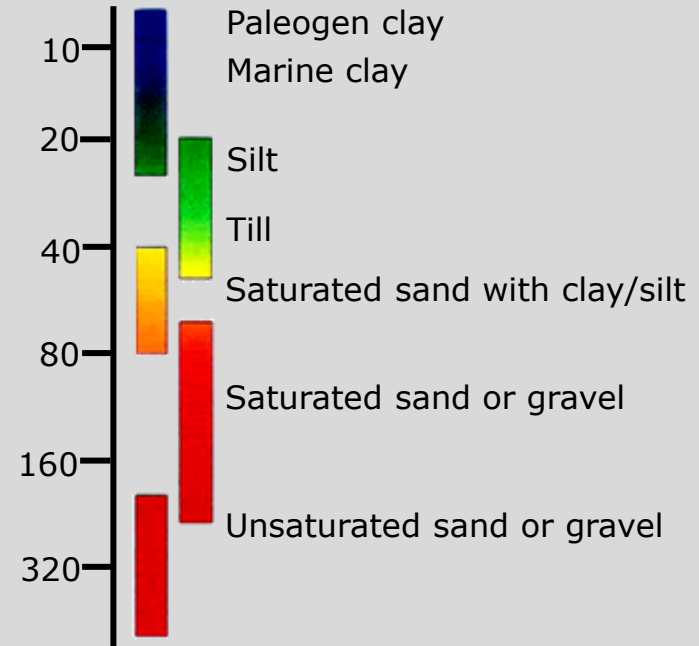 Paleogen clay
10
Marine clay
20
Silt
Till
40
Saturated sand with clay/silt
80
Saturated sand or gravel
160
Unsaturated sand or gravel
320